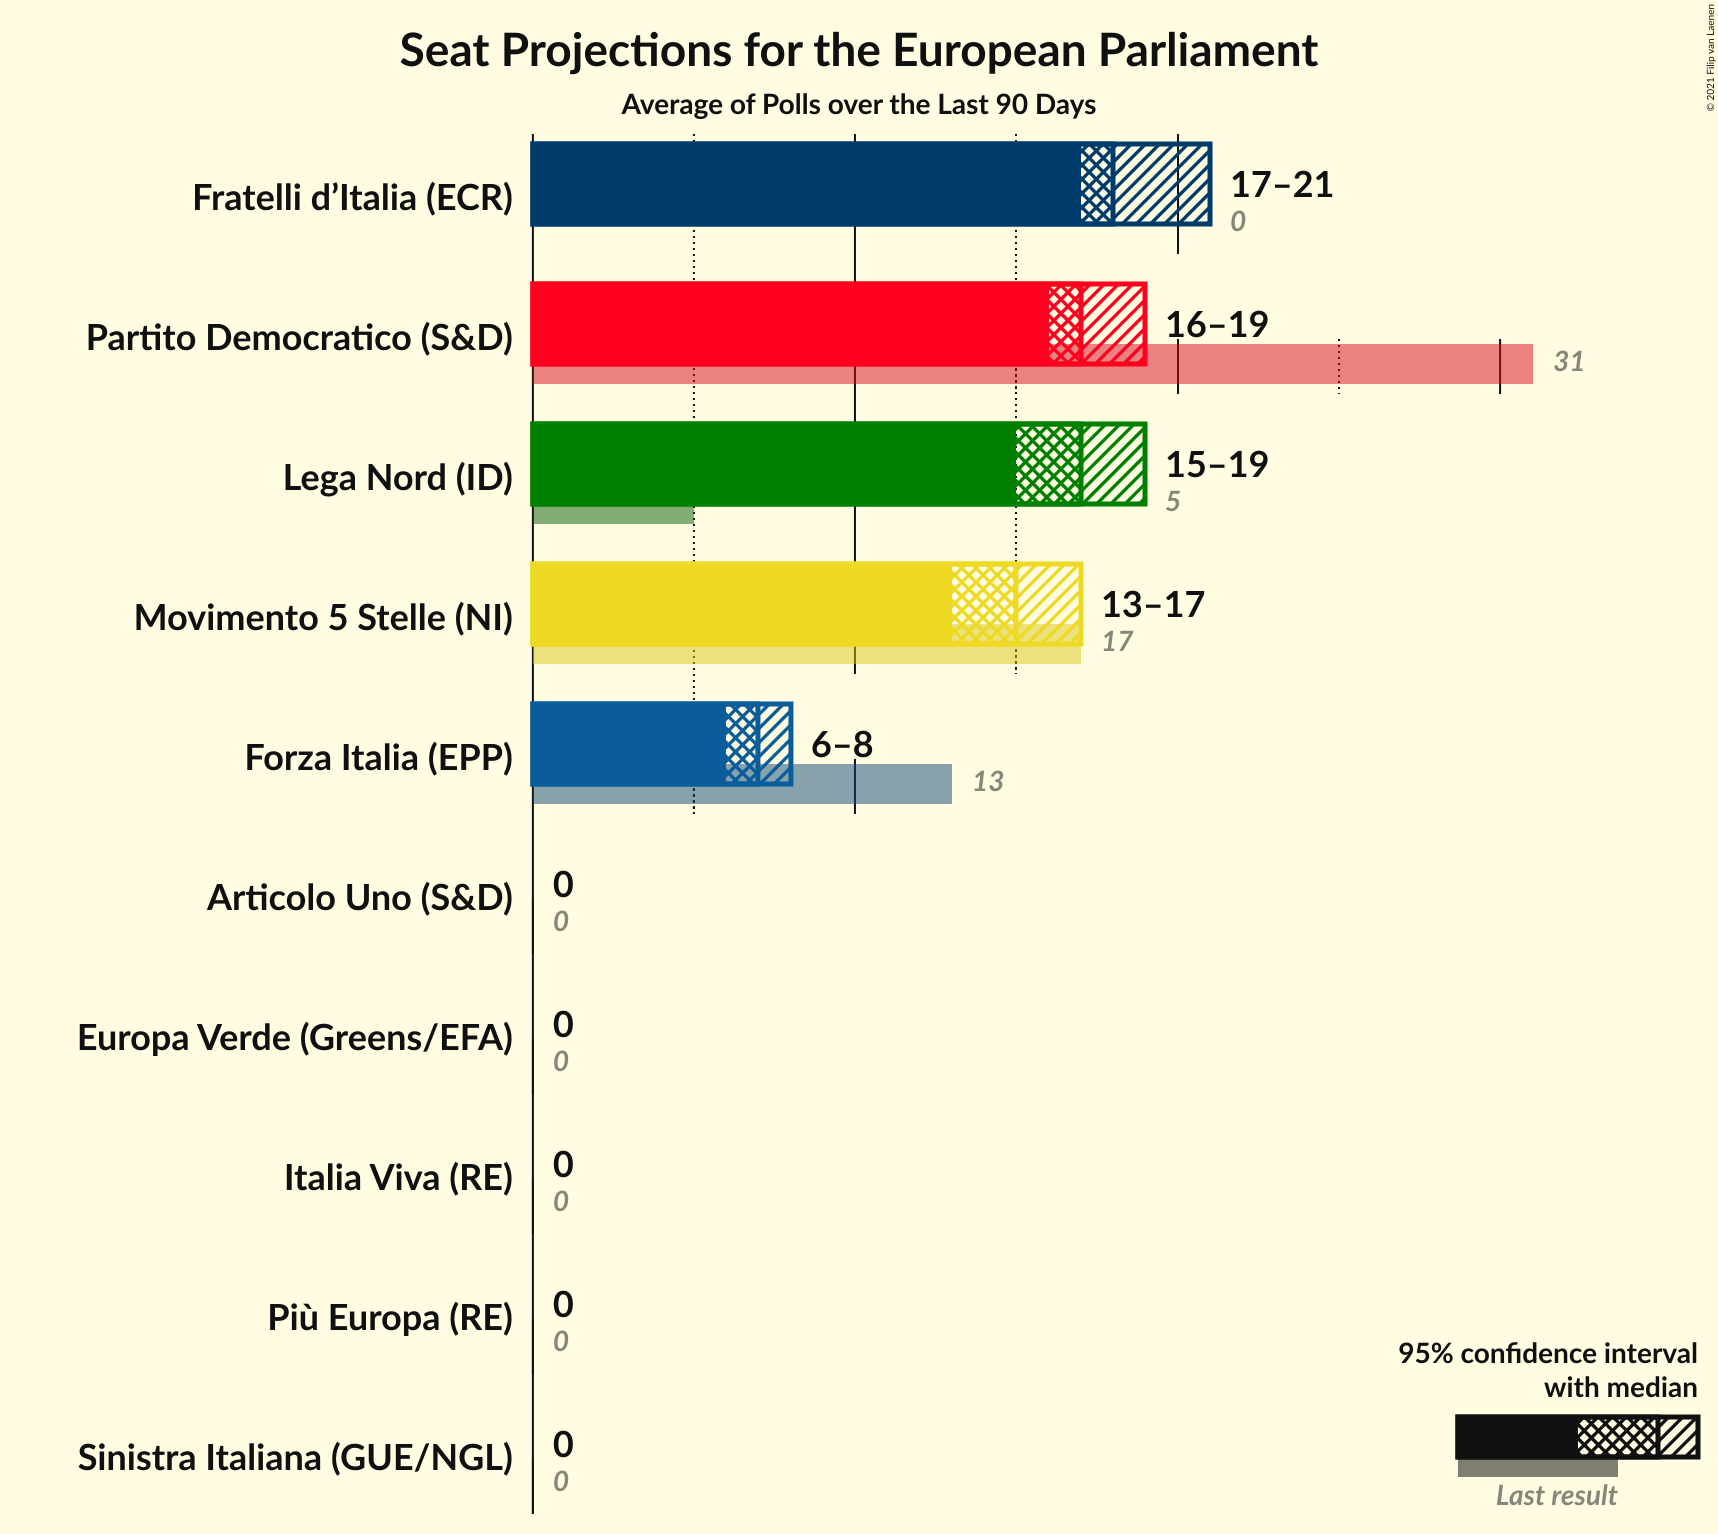 Seat Projections for the European Parliament
Average of Polls over the Last 90 Days
© 2021 Filip van Laenen
Fratelli d’Italia (ECR)
17–21
0
Partito Democratico (S&D)
16–19
31
Lega Nord (ID)
15–19
5
Movimento 5 Stelle (NI)
13–17
17
Forza Italia (EPP)
6–8
13
Articolo Uno (S&D)
0
0
Europa Verde (Greens/EFA)
0
0
Italia Viva (RE)
0
0
Più Europa (RE)
0
0
Sinistra Italiana (GUE/NGL)
0
0
95% confidence interval
with median
Last result